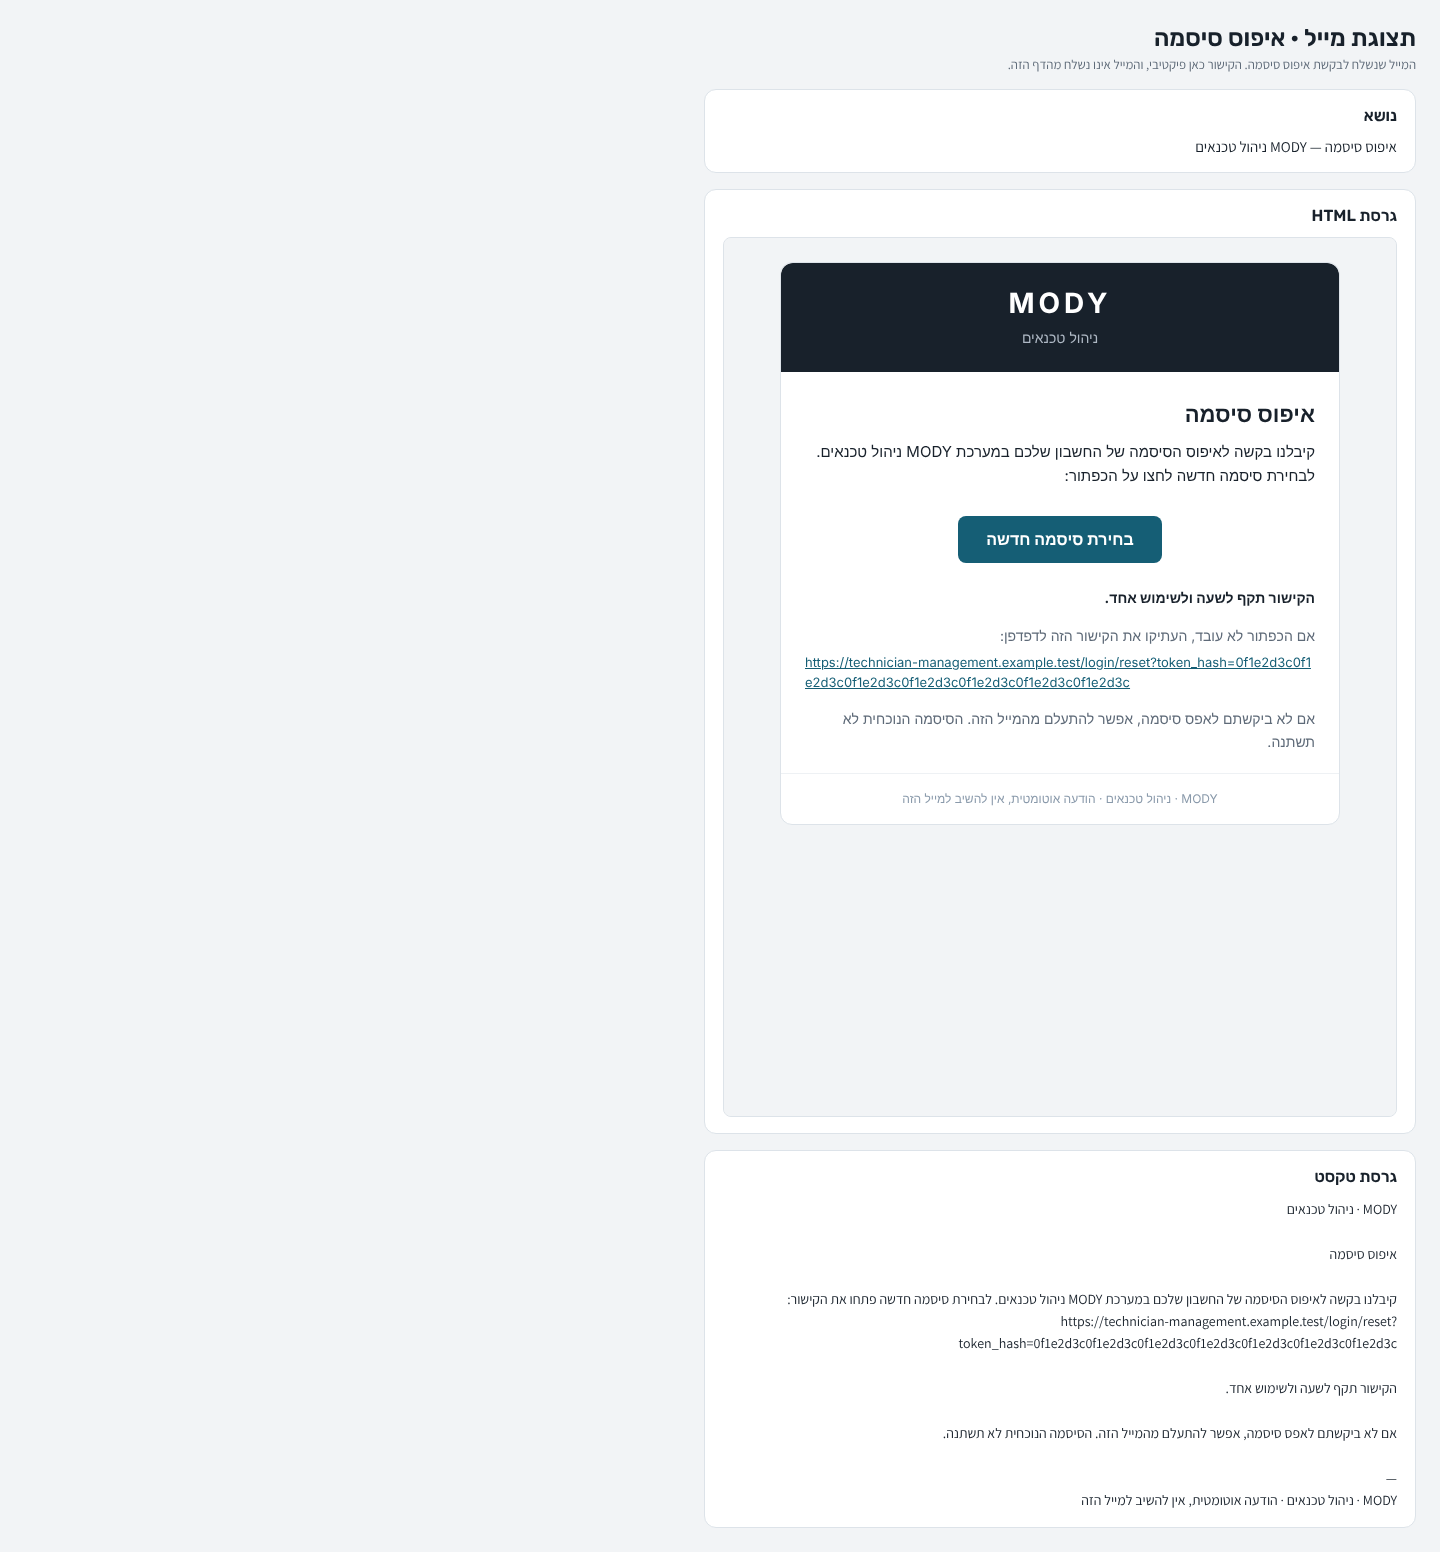 תצוגת מייל • איפוס סיסמה
המייל שנשלח לבקשת איפוס סיסמה. הקישור כאן פיקטיבי, והמייל אינו נשלח מהדף הזה.
נושא
איפוס סיסמה — MODY ניהול טכנאים
גרסת HTML
MODY
ניהול טכנאים
איפוס סיסמה
קיבלנו בקשה לאיפוס הסיסמה של החשבון שלכם במערכת MODY ניהול טכנאים.
לבחירת סיסמה חדשה לחצו על הכפתור:
בחירת סיסמה חדשה
הקישור תקף לשעה ולשימוש אחד.
אם הכפתור לא עובד, העתיקו את הקישור הזה לדפדפן:
https://technician-management.example.test/login/reset?token_hash=0f1e2d3c0f1
e2d3c0f1e2d3c0f1e2d3c0f1e2d3c0f1e2d3c0f1e2d3c
אם לא ביקשתם לאפס סיסמה, אפשר להתעלם מהמייל הזה. הסיסמה הנוכחית לא
תשתנה.
MODY · ניהול טכנאים · הודעה אוטומטית, אין להשיב למייל הזה
גרסת טקסט
MODY · ניהול טכנאים
איפוס סיסמה
קיבלנו בקשה לאיפוס הסיסמה של החשבון שלכם במערכת MODY ניהול טכנאים. לבחירת סיסמה חדשה פתחו את הקישור:
https://technician-management.example.test/login/reset?
token_hash=0f1e2d3c0f1e2d3c0f1e2d3c0f1e2d3c0f1e2d3c0f1e2d3c0f1e2d3c
הקישור תקף לשעה ולשימוש אחד.
אם לא ביקשתם לאפס סיסמה, אפשר להתעלם מהמייל הזה. הסיסמה הנוכחית לא תשתנה.
—
MODY · ניהול טכנאים · הודעה אוטומטית, אין להשיב למייל הזה